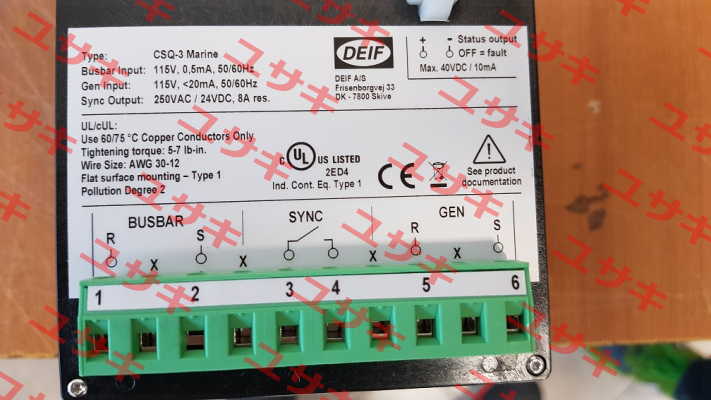 Type: CSQ-3 Marine
Busbar Input: 115V, 0,5mA, 50/60Hz
Gen Input: 115V, <20mA, 50/60Hz
Sync Output: 250VAC / 24VDC, 8A res.
DEIF
DEIF A/S
Frisenborgvej 33
DK - 7800 Skive
+ - Status output
OFF = fault
Max. 40VDC / 10mA
UL/cUL:
Use 60/75 °C Copper Conductors Only
Tightening torque: 5-7 lb-in.
Wire Size: AWG 30-12
Flat surface mounting – Type 1
Pollution Degree 2
C UL US LISTED
2ED4
Ind. Cont. Eq. Type 1
CE
See product
documentation
BUSBAR SYNC GEN
R S R S
X X X X
1 2 3 4 5 6
ユサキ